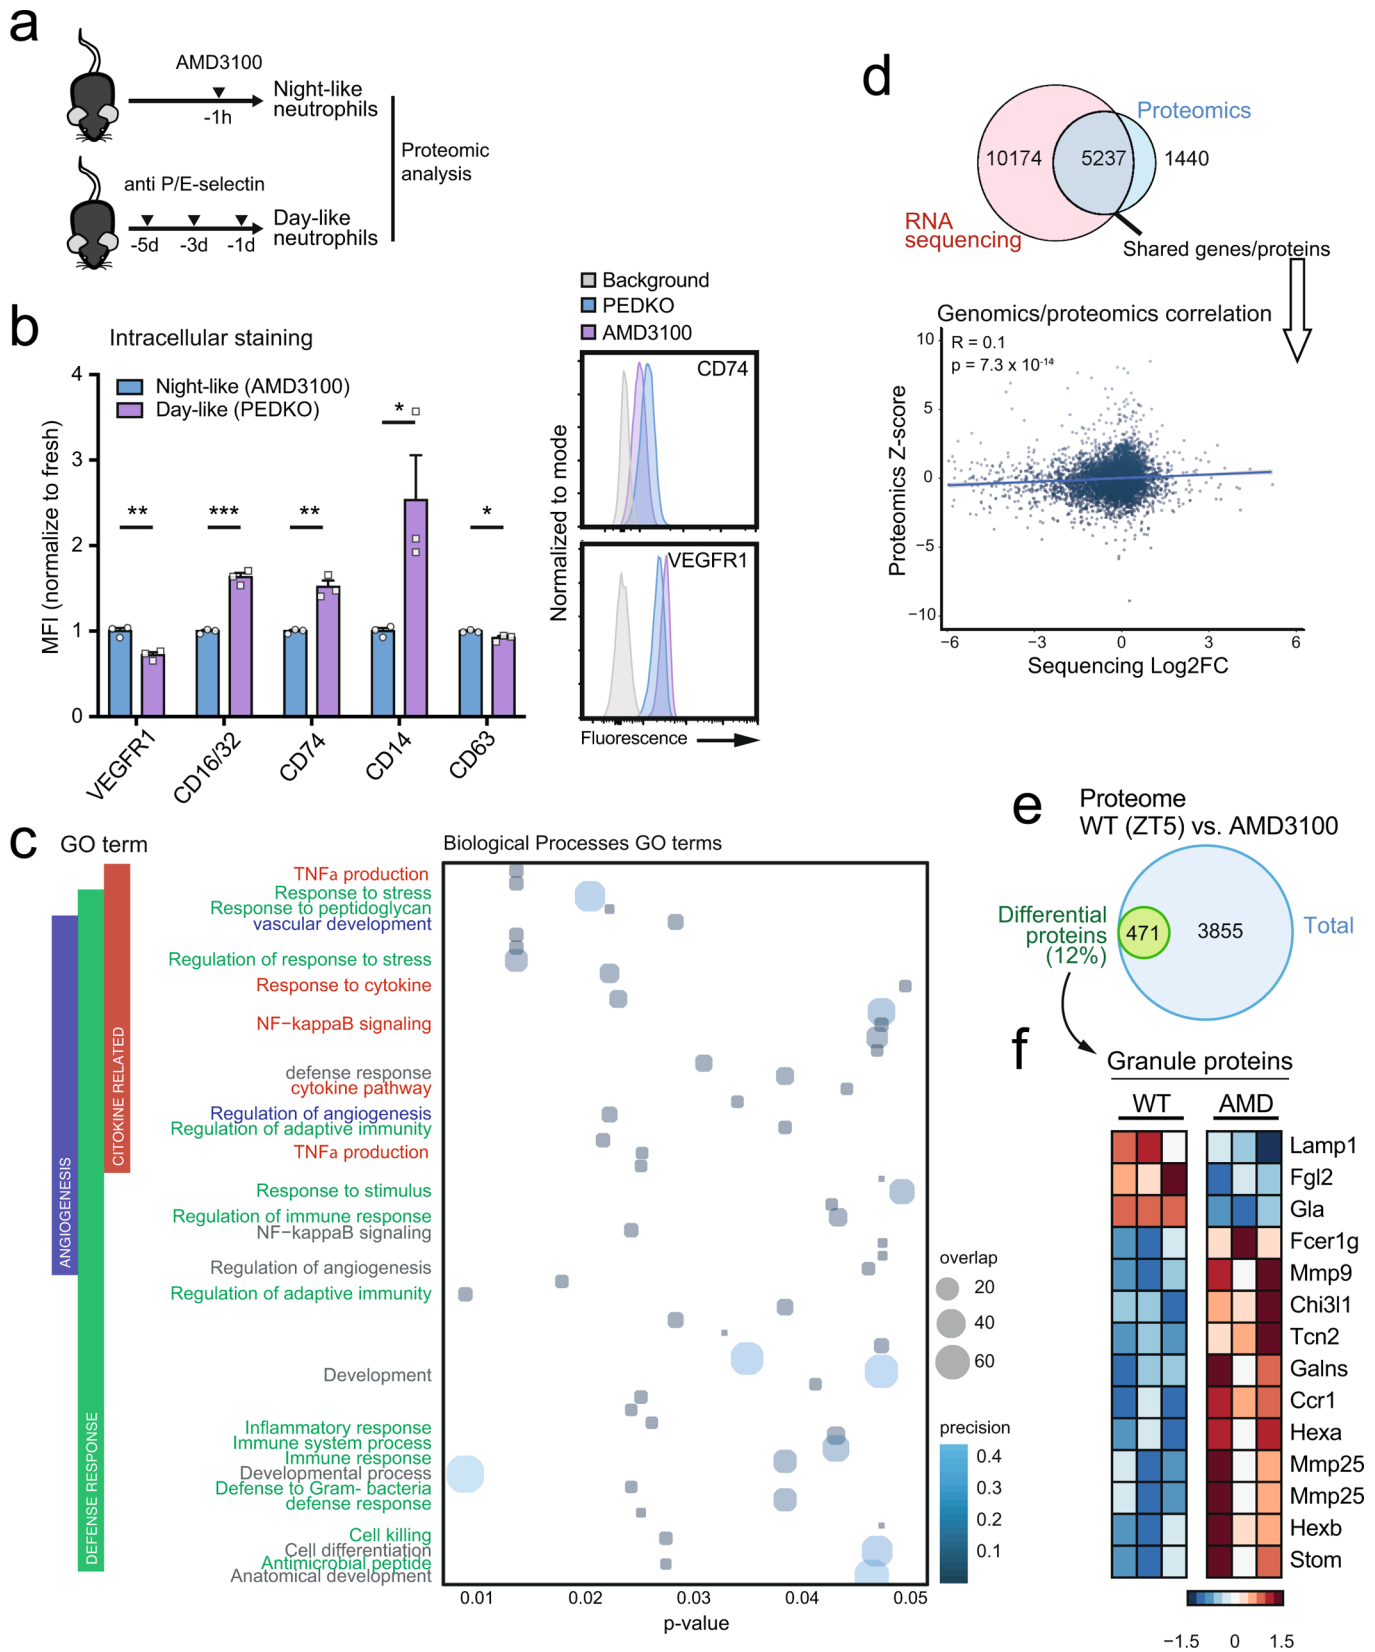 a
AMD3100
-1h
Night-like
neutrophils
anti P/E-selectin
-5d -3d -1d
Day-like
neutrophils
Proteomic
analysis
b
Intracellular staining
Night-like (AMD3100)
Day-like (PEDKO)
MFI (normalize to fresh)
4
3
2
1
0
** *** ** * *
VEGFR1
CD16/32
CD74
CD14
CD63
Background
PEDKO
AMD3100
CD74
VEGFR1
Normalized to mode
Fluorescence
c
GO term
ANGIOGENESIS
DEFENSE RESPONSE
CITOKINE RELATED
Biological Processes GO terms
TNFa production
Response to stress
Response to peptidoglycan
vascular development
Regulation of response to stress
Response to cytokine
NF−kappaB signaling
defense response
cytokine pathway
Regulation of angiogenesis
Regulation of adaptive immunity
TNFa production
Response to stimulus
Regulation of immune response
NF−kappaB signaling
Regulation of angiogenesis
Regulation of adaptive immunity
Development
Inflammatory response
Immune system process
Immune response
Developmental process
Defense to Gram- bacteria
defense response
Cell killing
Cell differentiation
Antimicrobial peptide
Anatomical development
0.01 0.02 0.03 0.04 0.05
p-value
overlap
20
40
60
precision
0.4
0.3
0.2
0.1
d
Proteomics
10174 5237 1440
RNA
sequencing
Shared genes/proteins
Genomics/proteomics correlation
R = 0.1
p = 7.3 x 10⁻¹⁴
Proteomics Z-score
10
5
0
−5
−10
−6 −3 0 3 6
Sequencing Log2FC
e
Proteome
WT (ZT5) vs. AMD3100
Differential
proteins
(12%)
471 3855
Total
f
Granule proteins
WT AMD
Lamp1
Fgl2
Gla
Fcer1g
Mmp9
Chi3l1
Tcn2
Galns
Ccr1
Hexa
Mmp25
Mmp25
Hexb
Stom
−1.5 0 1.5